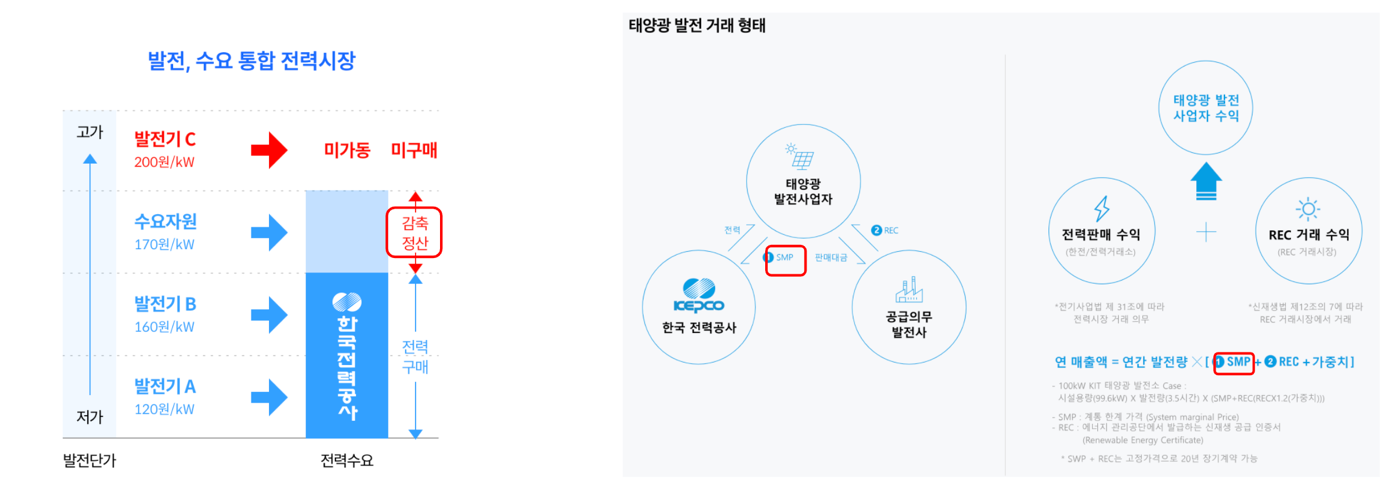 발전, 수요 통합 전력시장
고가
발전기 C
200원/kW
미가동
미구매
수요자원
170원/kW
감축
정산
발전기 B
160원/kW
한국전력공사
전력
구매
발전기 A
120원/kW
저가
발전단가
전력수요
태양광 발전 거래 형태
태양광
발전사업자
전력
❷ REC
❶ SMP
판매대금
KEPCO
한국 전력공사
공급의무
발전사
태양광 발전
사업자 수익
전력판매 수익
(한전/전력거래소)
+
REC 거래 수익
(REC 거래시장)
*전기사업법 제 31조에 따라
전력시장 거래 의무
*신재생법 제12조의 7에 따라
REC 거래시장에서 거래
연 매출액 = 연간 발전량 × [ ❶ SMP + ❷ REC + 가중치 ]
- 100kW KIT 태양광 발전소 Case :
시설용량(99.6kW) X 발전량(3.5시간) X (SMP+REC(RECX1.2(가중치)))
- SMP : 계통 한계 가격 (System marginal Price)
- REC : 에너지 관리공단에서 발급하는 신재생 공급 인증서
(Renewable Energy Certificate)
* SWP + REC는 고정가격으로 20년 장기계약 가능